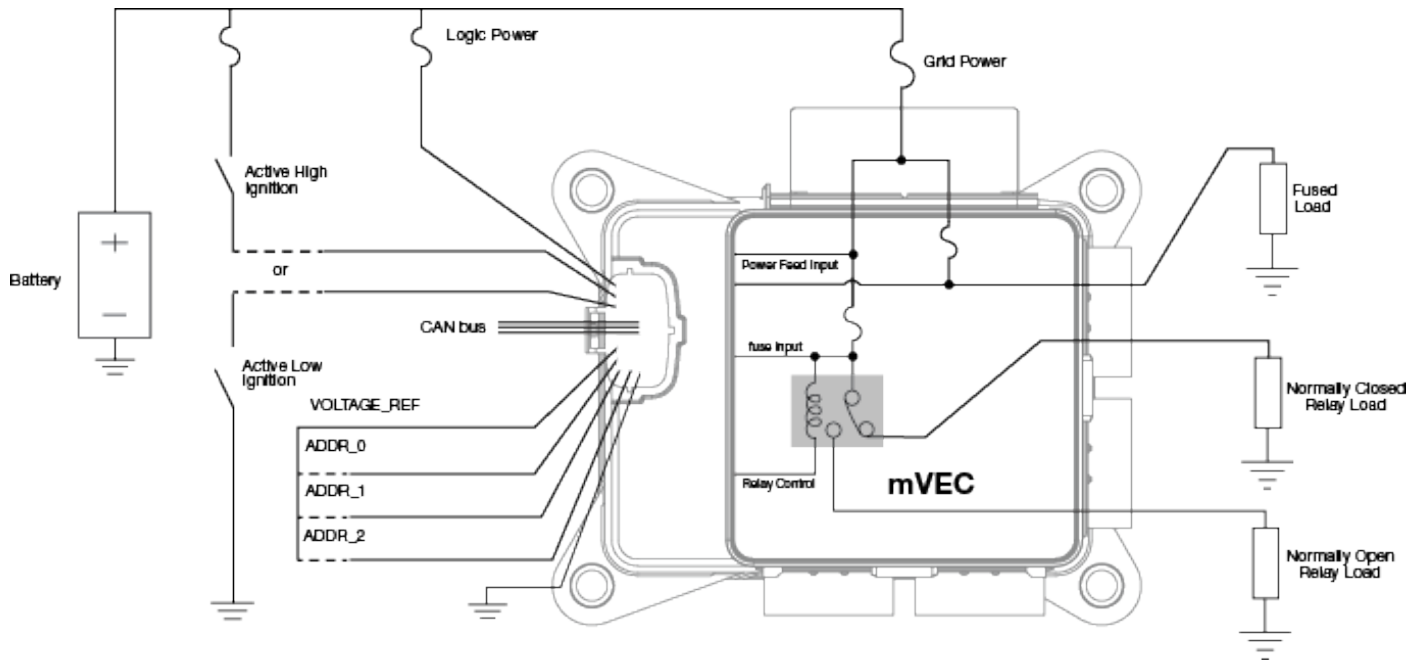 Logic Power
Grid Power
Active High
Ignition
Fused
Load
+
Power Feed Input
or
Battery
−
CAN bus
fuse input
Active Low
Ignition
Normally Closed
Relay Load
VOLTAGE_REF
ADDR_0
Relay Control
mVEC
ADDR_1
ADDR_2
Normally Open
Relay Load